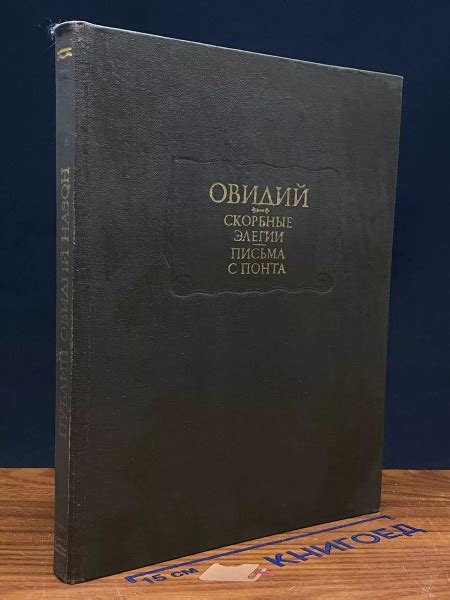 ОВИДИЙ
СКОРБНЫЕ
ЭЛЕГИИ
ПИСЬМА
С ПОНТА
ПУБЛИЙ ОВИДИЙ НАЗОН
15 СМ
КНИГОЕД